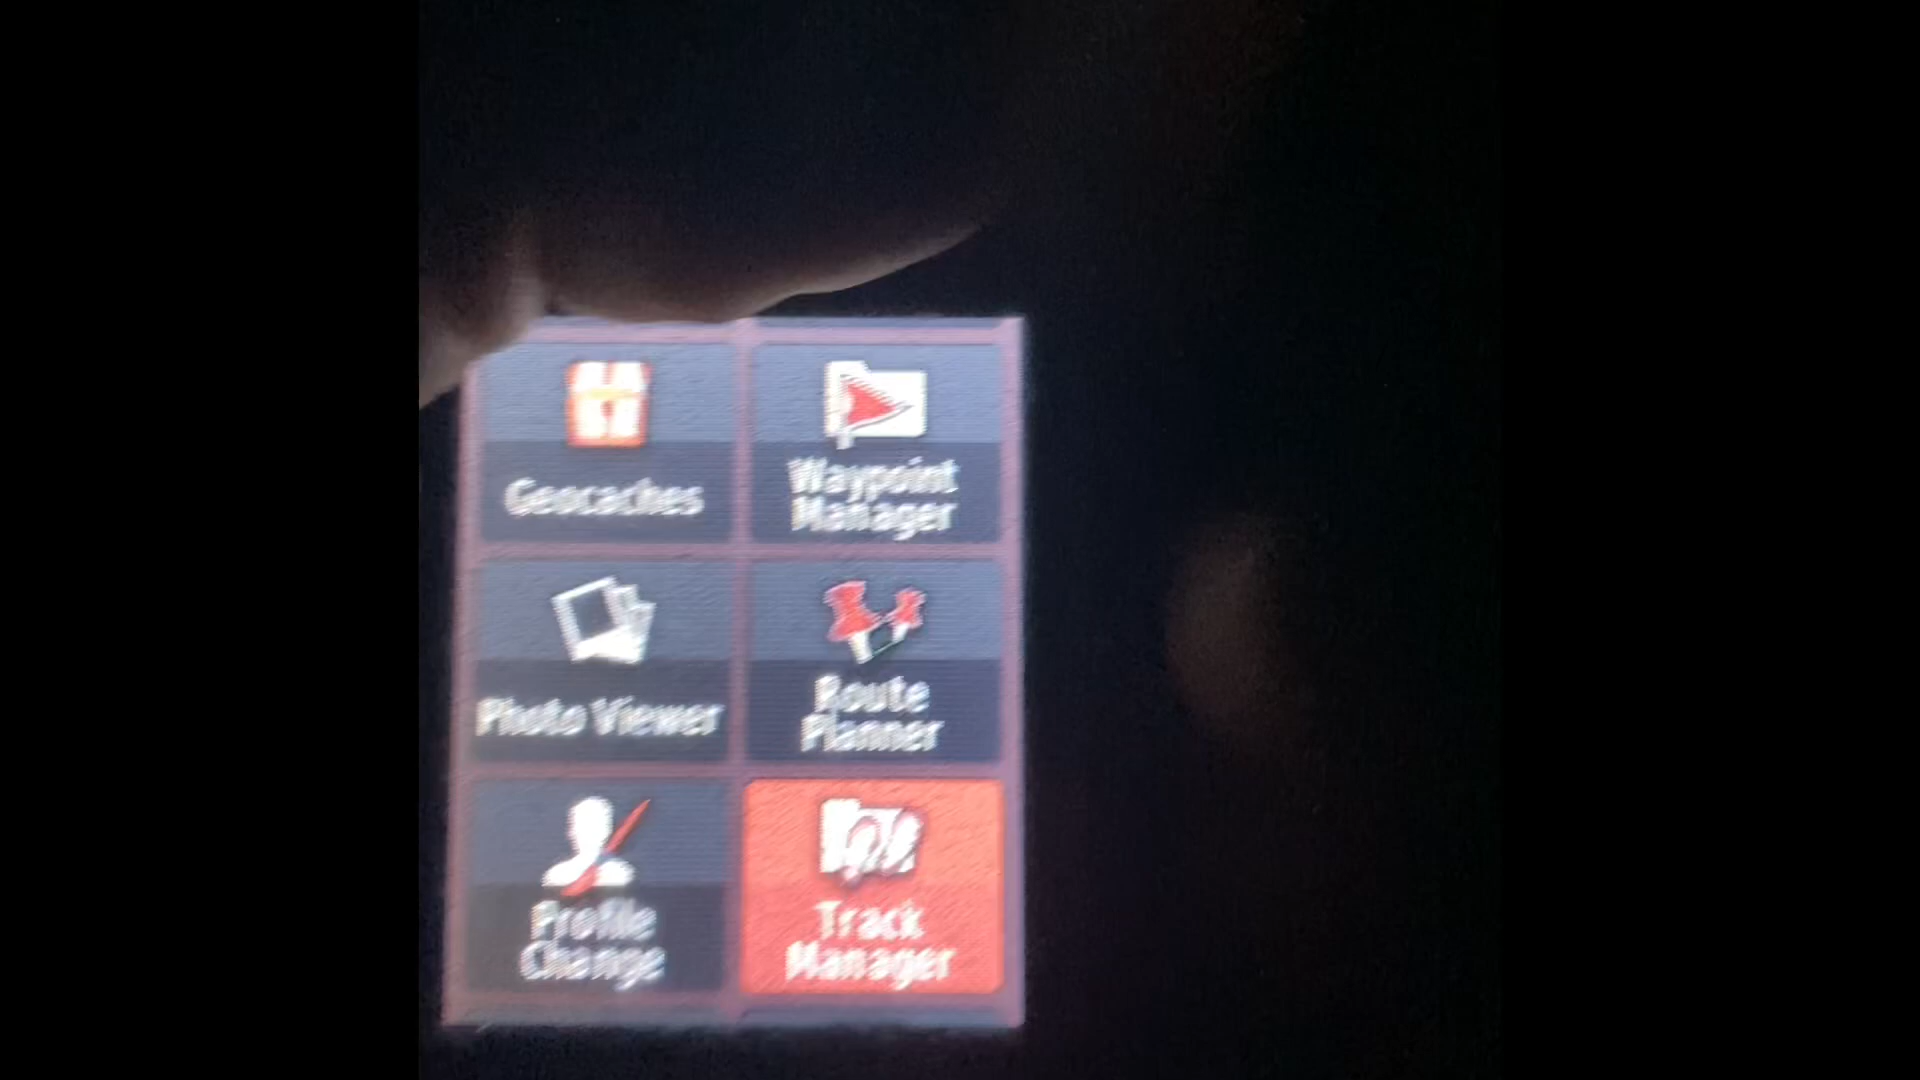 Geocaches
Waypoint
Manager
Photo Viewer
Route
Planner
Profile
Change
Track
Manager